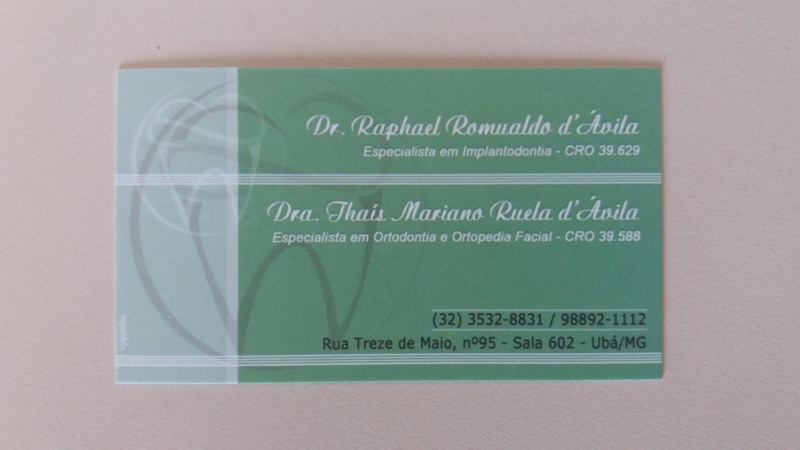 Dr. Raphael Romualdo d'Ávila
Especialista em Implantodontia - CRO 39.629
Dra. Thaís Mariano Ruela d'Ávila
Especialista em Ortodontia e Ortopedia Facial - CRO 39.588
(32) 3532-8831 / 98892-1112
Rua Treze de Maio, nº95 - Sala 602 - Ubá/MG